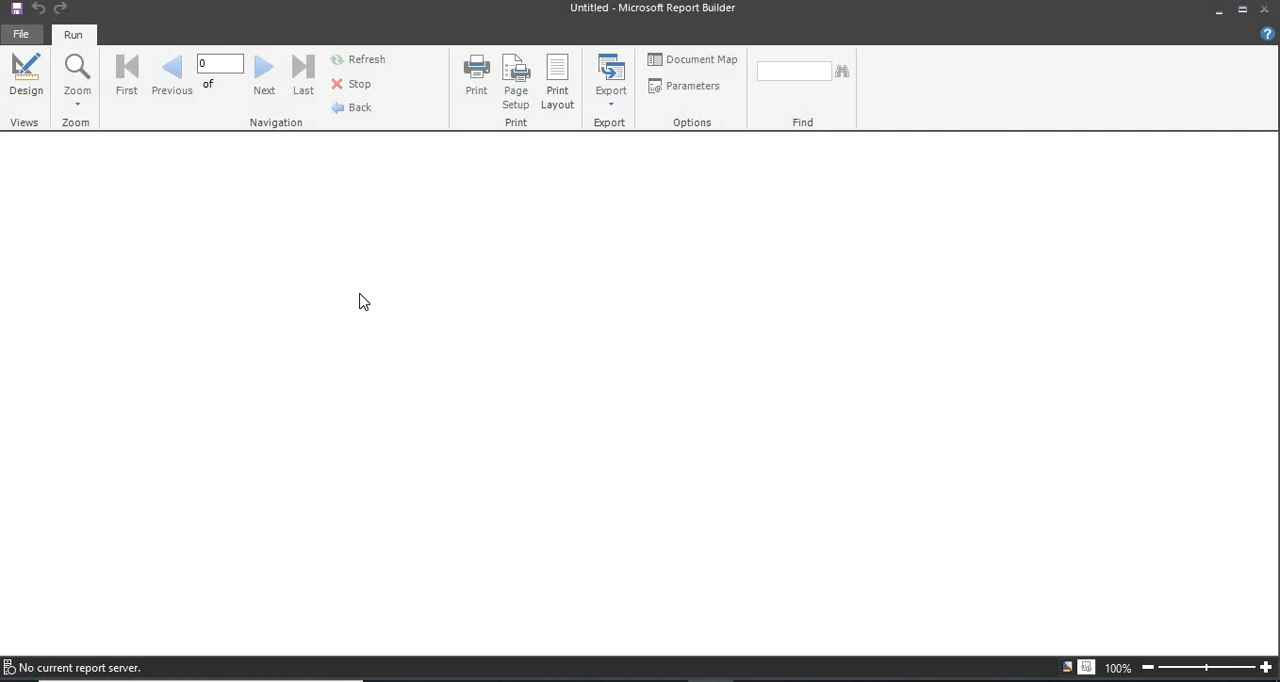 Untitled - Microsoft Report Builder
File Run
Design Zoom First Previous 0 of Next Last Refresh Stop Back Print Page Setup Print Layout Export Document Map Parameters
Views Zoom Navigation Print Export Options Find
No current report server. 100%